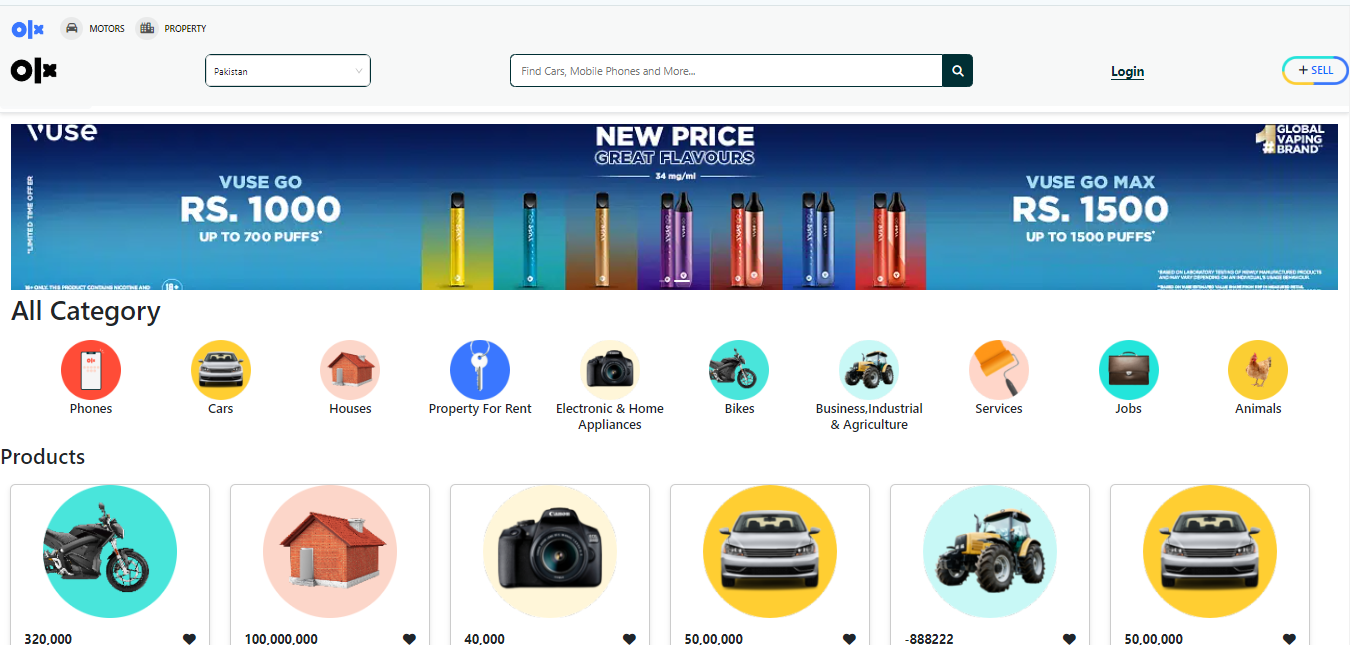 olx MOTORS PROPERTY
olx
Pakistan
Find Cars, Mobile Phones and More...
Login
+ SELL
VUSE
NEW PRICE
GREAT FLAVOURS
34 mg/ml
#1 GLOBAL
VAPING
BRAND
*LIMITED TIME OFFER
VUSE GO
RS. 1000
UP TO 700 PUFFS*
VUSE GO MAX
RS. 1500
UP TO 1500 PUFFS*
*BASED ON LABORATORY TESTING OF NEWLY MANUFACTURED PRODUCTS
AND MAY VARY DEPENDING ON AN INDIVIDUAL'S USAGE BEHAVIOUR.
18+ ONLY. THIS PRODUCT CONTAINS NICOTINE AND
18+
All Category
Phones
Cars
Houses
Property For Rent
Electronic & Home
Appliances
Bikes
Business,Industrial
& Agriculture
Services
Jobs
Animals
Products
Canon
320,000
100,000,000
40,000
50,00,000
-888222
50,00,000